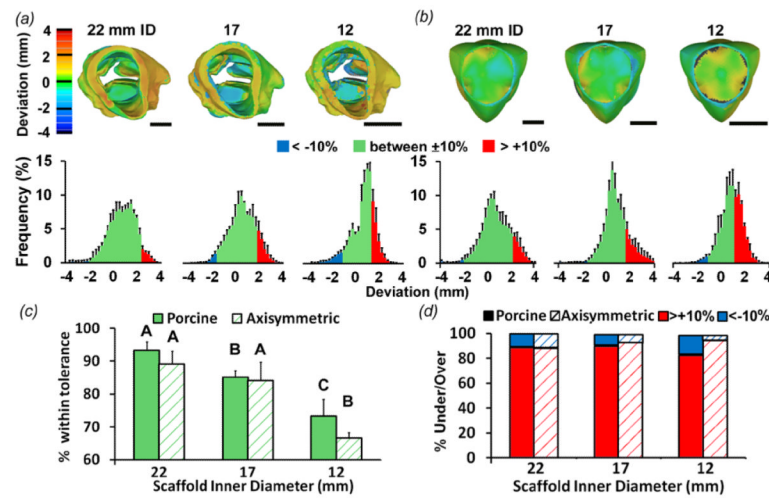 (a)
22 mm ID
17
12
(b)
22 mm ID
17
12
Deviation (mm)
4
2
0
-2
-4
< -10%
between ±10%
> +10%
Frequency (%)
15
10
5
0
15
10
5
0
-4 -2 0 2 4
-4 -2 0 2 4
-4 -2 0 2 4
-4 -2 0 2 4
-4 -2 0 2 4
-4 -2 0 2 4
Deviation (mm)
(c)
Porcine
Axisymmetric
% within tolerance
100
90
80
70
60
A
A
B
A
C
B
22
17
12
Scaffold Inner Diameter (mm)
(d)
Porcine
Axisymmetric
>+10%
<-10%
% Under/Over
100
80
60
40
20
0
22
17
12
Scaffold Inner Diameter (mm)